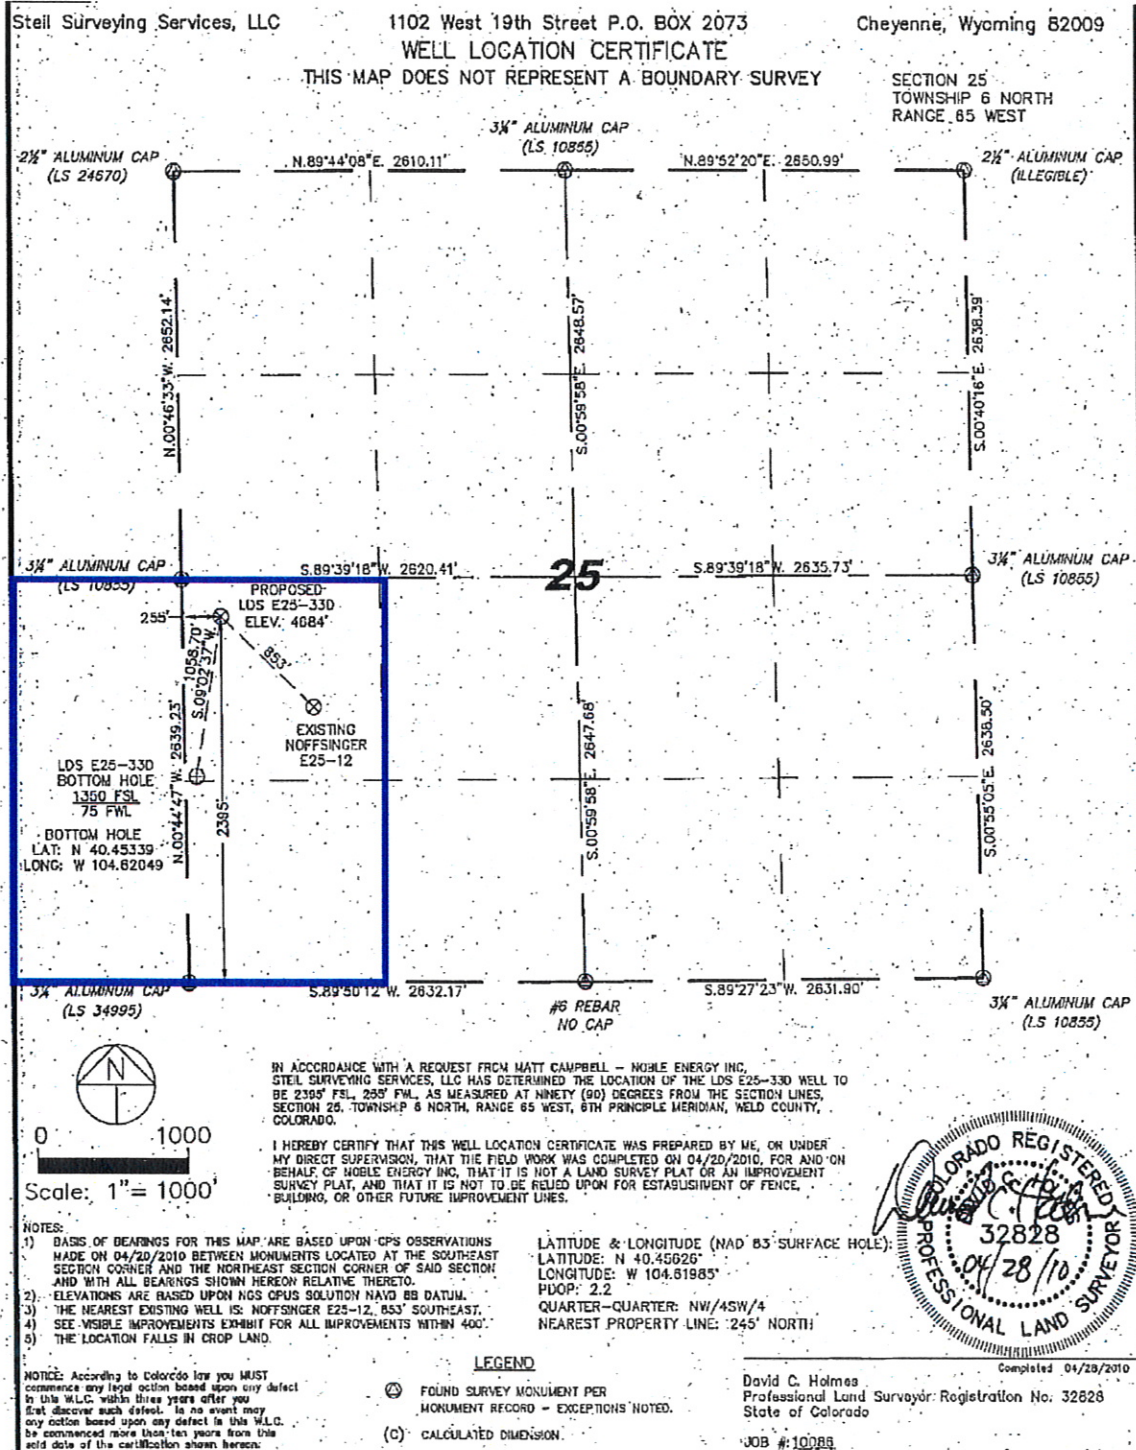 Steil Surveying Services, LLC
1102 West 19th Street P.O. BOX 2073
Cheyenne, Wyoming 82009
WELL LOCATION CERTIFICATE
THIS MAP DOES NOT REPRESENT A BOUNDARY SURVEY
SECTION 25
TOWNSHIP 6 NORTH
RANGE 65 WEST
2½" ALUMINUM CAP
(LS 24670)
N.89°44'08"E. 2610.11'
3¼" ALUMINUM CAP
(LS 10855)
N.89°52'20"E. 2650.99'
2½" ALUMINUM CAP
(ILLEGIBLE)
N.00°46'33"W. 2652.14'
S.00°59'58"E. 2648.57'
S.00°40'16"E. 2638.39'
3¼" ALUMINUM CAP
(LS 10855)
S.89°39'18"W. 2620.41'
25
S.89°39'18"W. 2635.73'
3¼" ALUMINUM CAP
(LS 10855)
PROPOSED
LDS E25-33D
ELEV. 4684'
255'
1058.70'
S.09°02'37"W.
853'
EXISTING
NOFFSINGER
E25-12
N.00°44'47"W. 2639.23'
2395'
LDS E25-33D
BOTTOM HOLE
1350 FSL
75 FWL
BOTTOM HOLE
LAT: N 40.45339
LONG: W 104.62049
S.00°59'58"E. 2647.68'
S.00°55'05"E. 2638.50'
3¼" ALUMINUM CAP
(LS 34995)
S.89°50'12"W. 2632.17'
#6 REBAR
NO CAP
S.89°27'23"W. 2631.90'
3¼" ALUMINUM CAP
(LS 10855)
N
0 1000
Scale: 1"= 1000'
IN ACCORDANCE WITH A REQUEST FROM MATT CAMPBELL – NOBLE ENERGY INC,
STEIL SURVEYING SERVICES, LLC HAS DETERMINED THE LOCATION OF THE LDS E25-33D WELL TO
BE 2395' FSL, 255' FWL, AS MEASURED AT NINETY (90) DEGREES FROM THE SECTION LINES,
SECTION 25, TOWNSHIP 6 NORTH, RANGE 65 WEST, 6TH PRINCIPLE MERIDIAN, WELD COUNTY,
COLORADO.
I HEREBY CERTIFY THAT THIS WELL LOCATION CERTIFICATE WAS PREPARED BY ME, OR UNDER
MY DIRECT SUPERVISION, THAT THE FIELD WORK WAS COMPLETED ON 04/20/2010, FOR AND ON
BEHALF OF NOBLE ENERGY INC, THAT IT IS NOT A LAND SURVEY PLAT OR AN IMPROVEMENT
SURVEY PLAT, AND THAT IT IS NOT TO BE RELIED UPON FOR ESTABLISHMENT OF FENCE,
BUILDING, OR OTHER FUTURE IMPROVEMENT LINES.
NOTES:
1) BASIS OF BEARINGS FOR THIS MAP ARE BASED UPON GPS OBSERVATIONS
MADE ON 04/20/2010 BETWEEN MONUMENTS LOCATED AT THE SOUTHEAST
SECTION CORNER AND THE NORTHEAST SECTION CORNER OF SAID SECTION
AND WITH ALL BEARINGS SHOWN HEREON RELATIVE THERETO.
2) ELEVATIONS ARE BASED UPON NGS OPUS SOLUTION NAVD 88 DATUM.
3) THE NEAREST EXISTING WELL IS: NOFFSINGER E25-12, 853' SOUTHEAST.
4) SEE VISIBLE IMPROVEMENTS EXHIBIT FOR ALL IMPROVEMENTS WITHIN 400'.
5) THE LOCATION FALLS IN CROP LAND.
LATITUDE & LONGITUDE (NAD 83 SURFACE HOLE):
LATITUDE: N 40.45626°
LONGITUDE: W 104.61985°
PDOP: 2.2
QUARTER-QUARTER: NW/4SW/4
NEAREST PROPERTY LINE: 245' NORTH
COLORADO REGISTERED
DAVID C. HOLMES
32828
04/28/10
PROFESSIONAL LAND SURVEYOR
Completed 04/28/2010
David C. Holmes
Professional Land Surveyor Registration No. 32828
State of Colorado
JOB #:10086
NOTICE: According to Colorado law you MUST
commence any legal action based upon any defect
in this W.L.C. within three years after you
first discover such defect. In no event may
any action based upon any defect in this W.L.C.
be commenced more than ten years from this
said date of the certification shown hereon:
LEGEND
FOUND SURVEY MONUMENT PER
MONUMENT RECORD – EXCEPTIONS NOTED.
(C) CALCULATED DIMENSION.